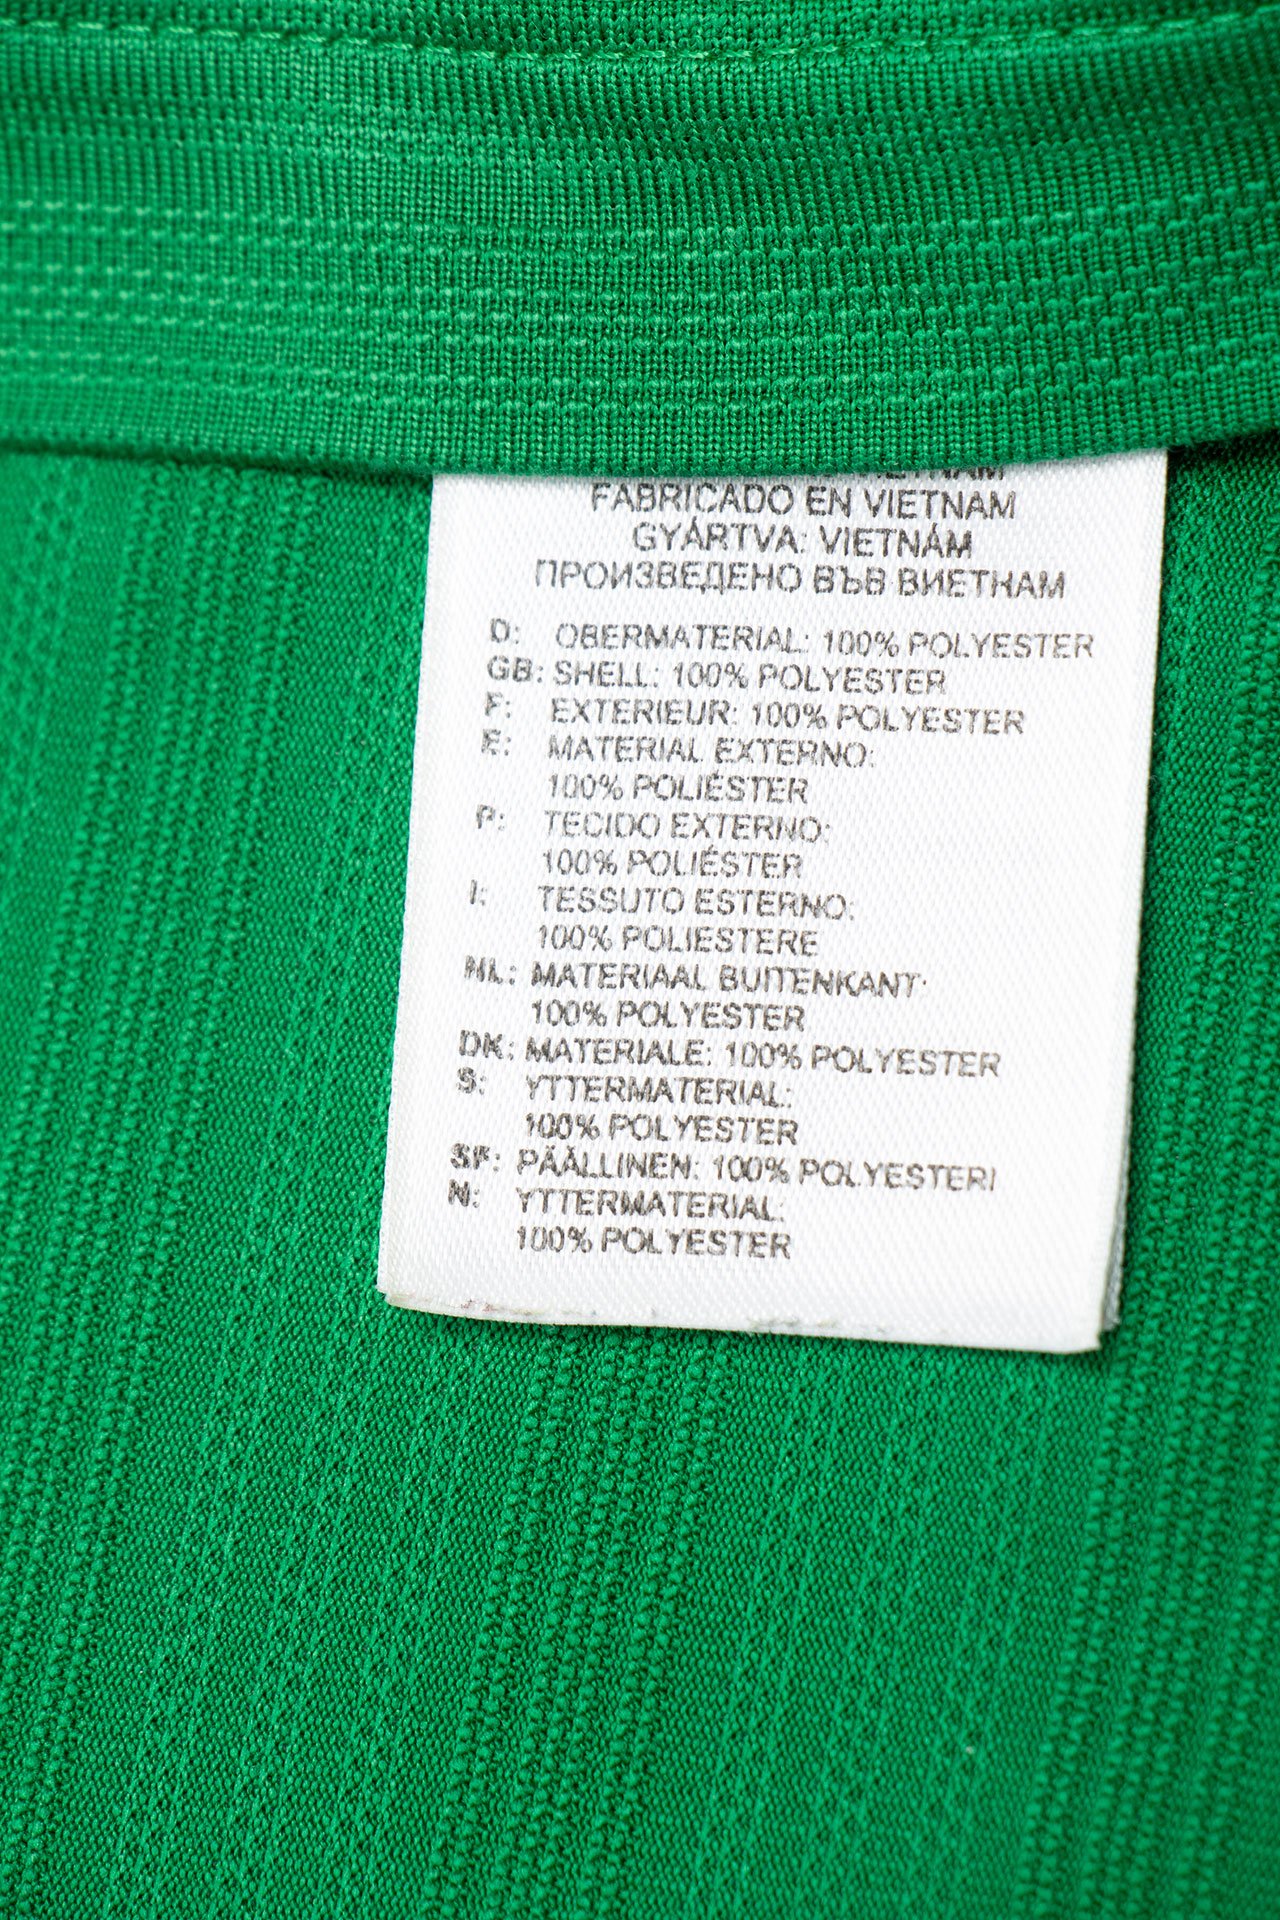 FABRICADO EN VIETNAM
GYÁRTVA: VIETNÁM
ПРОИЗВЕДЕНО ВЪВ ВИЕТНАМ
D: OBERMATERIAL: 100% POLYESTER
GB: SHELL: 100% POLYESTER
F: EXTERIEUR: 100% POLYESTER
E: MATERIAL EXTERNO:
100% POLIÉSTER
P: TECIDO EXTERNO:
100% POLIÉSTER
I: TESSUTO ESTERNO:
100% POLIESTERE
NL: MATERIAAL BUITENKANT:
100% POLYESTER
DK: MATERIALE: 100% POLYESTER
S: YTTERMATERIAL:
100% POLYESTER
SF: PÄÄLLINEN: 100% POLYESTERI
N: YTTERMATERIAL:
100% POLYESTER